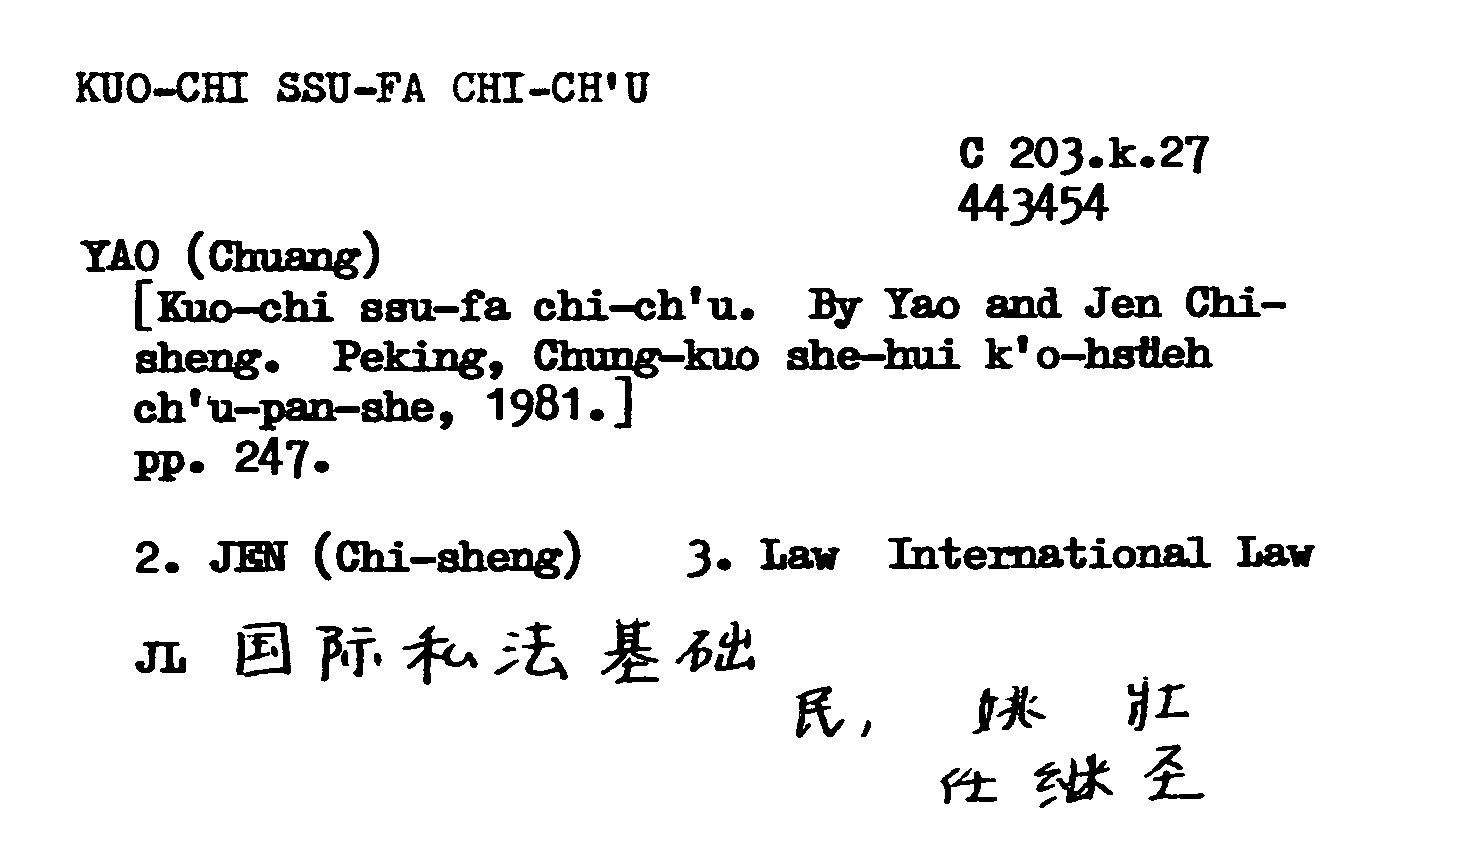 KUO-CHI SSU-FA CHI-CH'U
C 203.k.27
443454
YAO (Chuang)
[Kuo-chi ssu-fa chi-ch'u. By Yao and Jen Chi-
sheng. Peking, Chung-kuo she-hui k'o-hsüeh
ch'u-pan-she, 1981.]
pp. 247.
2. JEN (Chi-sheng) 3. Law International Law
JL 国际私法基础
民, 姚 壮
任 继 圣